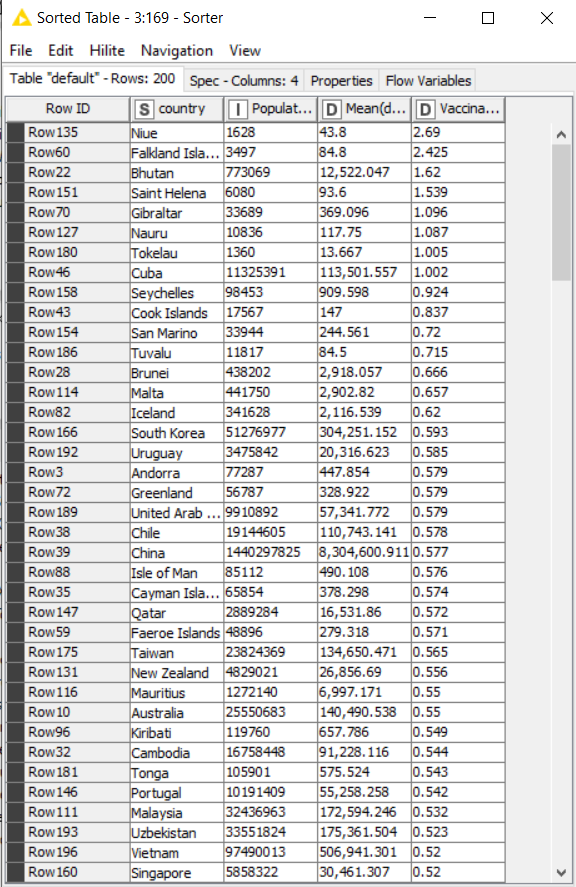 Sorted Table - 3:169 - Sorter
File Edit Hilite Navigation View
Table "default" - Rows: 200 Spec - Columns: 4 Properties Flow Variables
Row ID S country I Populat... D Mean(d... D Vaccina...
Row135 Niue 1628 43.8 2.69
Row60 Falkland Isla... 3497 84.8 2.425
Row22 Bhutan 773069 12,522.047 1.62
Row151 Saint Helena 6080 93.6 1.539
Row70 Gibraltar 33689 369.096 1.096
Row127 Nauru 10836 117.75 1.087
Row180 Tokelau 1360 13.667 1.005
Row46 Cuba 11325391 113,501.557 1.002
Row158 Seychelles 98453 909.598 0.924
Row43 Cook Islands 17567 147 0.837
Row154 San Marino 33944 244.561 0.72
Row186 Tuvalu 11817 84.5 0.715
Row28 Brunei 438202 2,918.057 0.666
Row114 Malta 441750 2,902.82 0.657
Row82 Iceland 341628 2,116.539 0.62
Row166 South Korea 51276977 304,251.152 0.593
Row192 Uruguay 3475842 20,316.623 0.585
Row3 Andorra 77287 447.854 0.579
Row72 Greenland 56787 328.922 0.579
Row189 United Arab ... 9910892 57,341.772 0.579
Row38 Chile 19144605 110,743.141 0.578
Row39 China 1440297825 8,304,600.911 0.577
Row88 Isle of Man 85112 490.108 0.576
Row35 Cayman Isla... 65854 378.298 0.574
Row147 Qatar 2889284 16,531.86 0.572
Row59 Faeroe Islands 48896 279.318 0.571
Row175 Taiwan 23824369 134,650.471 0.565
Row131 New Zealand 4829021 26,856.69 0.556
Row116 Mauritius 1272140 6,997.171 0.55
Row10 Australia 25550683 140,490.538 0.55
Row96 Kiribati 119760 657.786 0.549
Row32 Cambodia 16758448 91,228.116 0.544
Row181 Tonga 105901 575.524 0.543
Row146 Portugal 10191409 55,258.258 0.542
Row111 Malaysia 32436963 172,594.246 0.532
Row193 Uzbekistan 33551824 175,361.504 0.523
Row196 Vietnam 97490013 506,941.301 0.52
Row160 Singapore 5858322 30,461.307 0.52